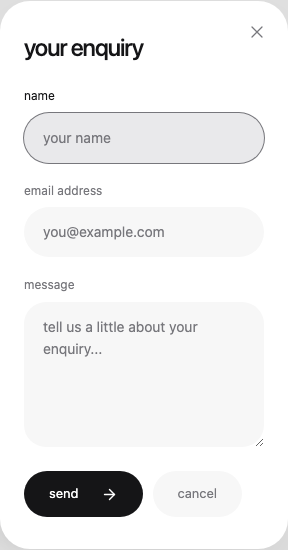 your enquiry
name
your name
email address
you@example.com
message
tell us a little about your
enquiry...
send
cancel